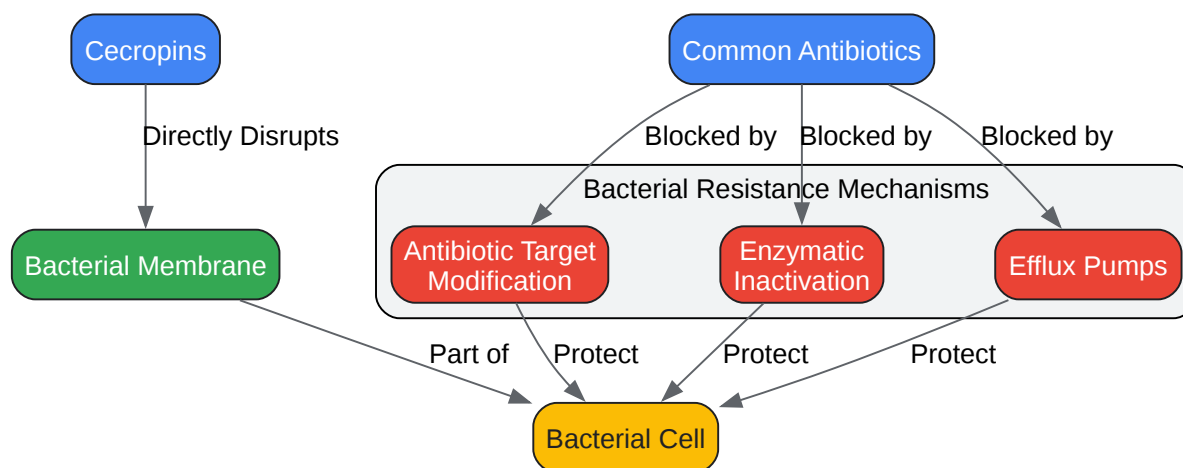 Cecropins
Common Antibiotics
Directly Disrupts
Blocked by
Blocked by
Blocked by
Bacterial Resistance Mechanisms
Bacterial Membrane
Antibiotic Target
Modification
Enzymatic
Inactivation
Efflux Pumps
Part of
Protect
Protect
Protect
Bacterial Cell